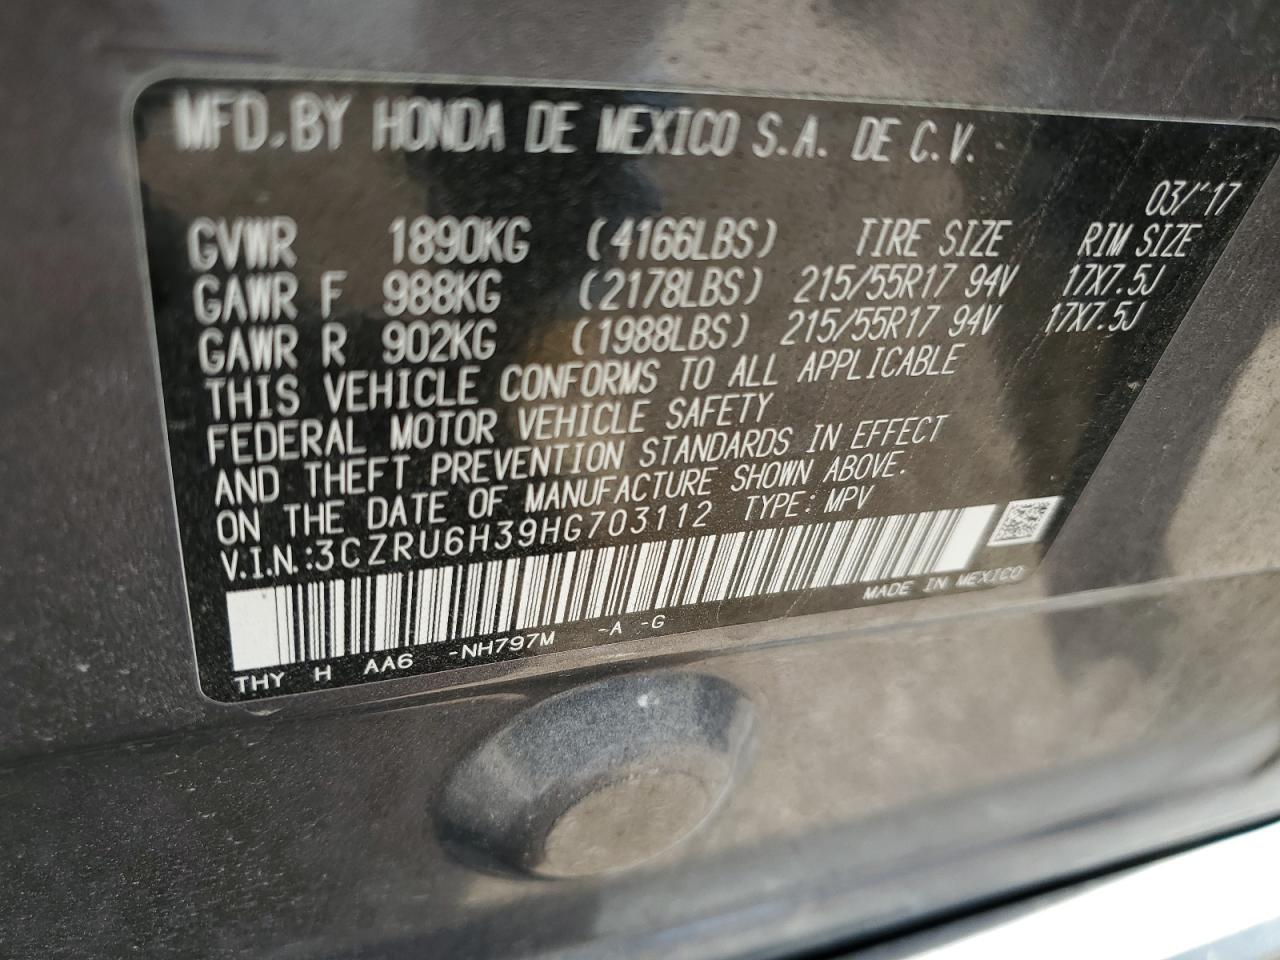 MFD.BY HONDA DE MEXICO S.A. DE C.V.
03/'17
GVWR 1890KG (4166LBS) TIRE SIZE RIM SIZE
GAWR F 988KG (2178LBS) 215/55R17 94V 17X7.5J
GAWR R 902KG (1988LBS) 215/55R17 94V 17X7.5J
THIS VEHICLE CONFORMS TO ALL APPLICABLE
FEDERAL MOTOR VEHICLE SAFETY
AND THEFT PREVENTION STANDARDS IN EFFECT
ON THE DATE OF MANUFACTURE SHOWN ABOVE.
V.I.N.:3CZRU6H39HG703112 TYPE: MPV
THY H AA6 -NH797M -A -G MADE IN MEXICO